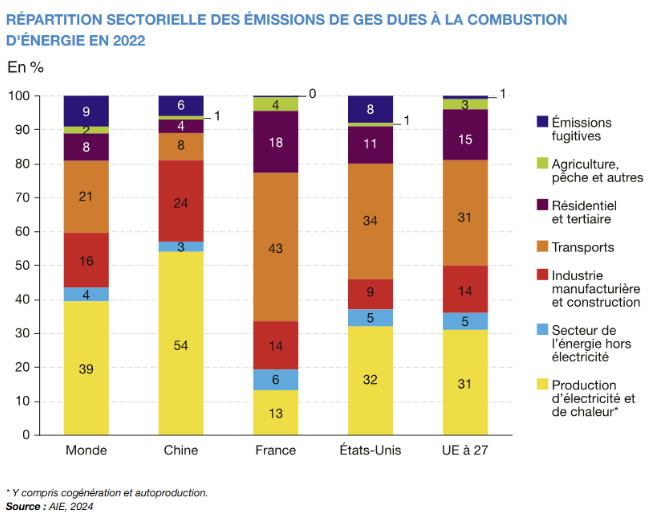 RÉPARTITION SECTORIELLE DES ÉMISSIONS DE GES DUES À LA COMBUSTION
D'ÉNERGIE EN 2022
En %
100
90
80
70
60
50
40
30
20
10
0
9
2
8
21
16
4
39
Monde
6
1
4
8
24
3
54
Chine
0
4
18
43
14
6
13
France
8
1
11
34
9
5
32
États-Unis
1
3
15
31
14
5
31
UE à 27
Émissions
fugitives
Agriculture,
pêche et autres
Résidentiel
et tertiaire
Transports
Industrie
manufacturière
et construction
Secteur de
l'énergie hors
électricité
Production
d'électricité et
de chaleur*
* Y compris cogénération et autoproduction.
Source : AIE, 2024